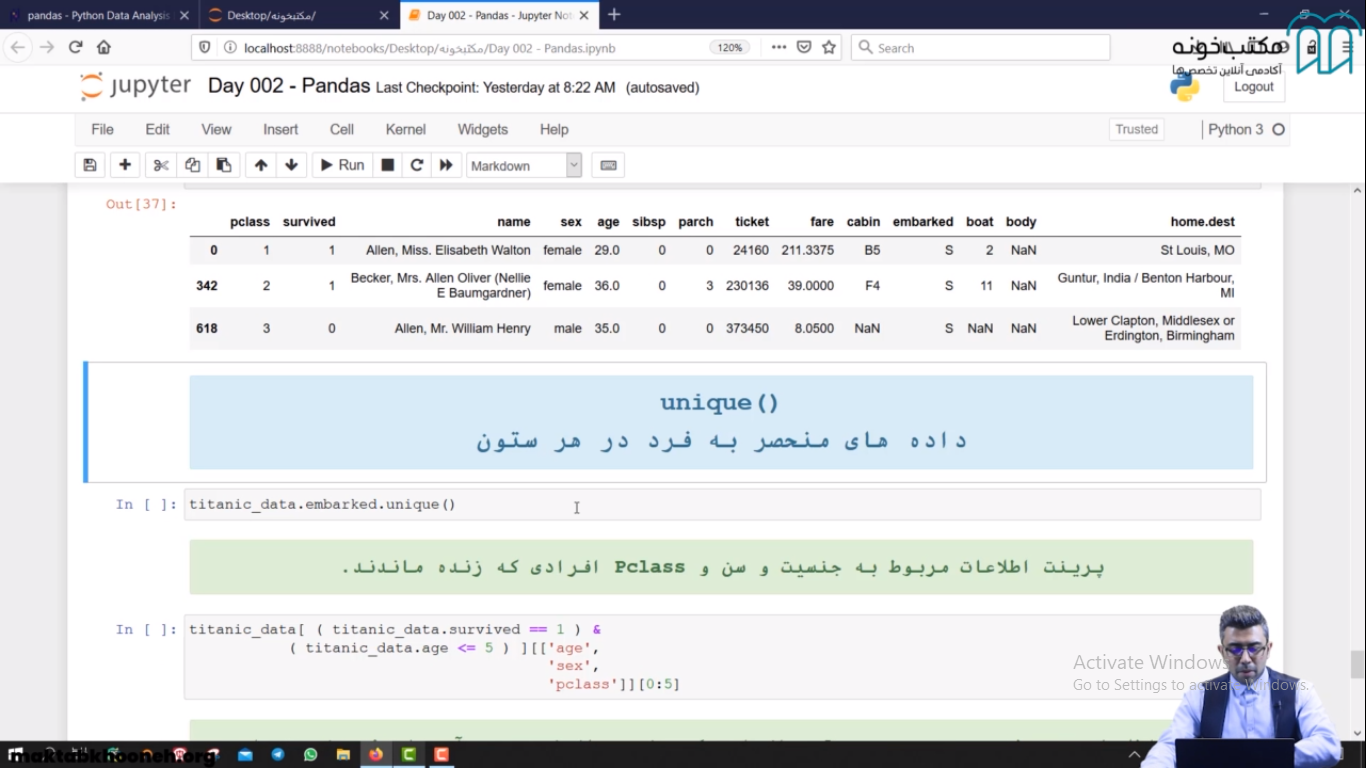 pandas - Python Data Analysis
Desktop/مکتبخونه/
Day 002 - Pandas - Jupyter Not
localhost:8888/notebooks/Desktop/مکتبخونه/Day 002 - Pandas.ipynb
120%
Search
مکتب‌خونه
آکادمی آنلاین تخصص‌ها
jupyter Day 002 - Pandas Last Checkpoint: Yesterday at 8:22 AM (autosaved)
Logout
File Edit View Insert Cell Kernel Widgets Help
Trusted Python 3
Run Markdown
Out[37]:
pclass survived name sex age sibsp parch ticket fare cabin embarked boat body home.dest
0 1 1 Allen, Miss. Elisabeth Walton female 29.0 0 0 24160 211.3375 B5 S 2 NaN St Louis, MO
342 2 1 Becker, Mrs. Allen Oliver (Nellie E Baumgardner) female 36.0 0 3 230136 39.0000 F4 S 11 NaN Guntur, India / Benton Harbour, MI
618 3 0 Allen, Mr. William Henry male 35.0 0 0 373450 8.0500 NaN S NaN NaN Lower Clapton, Middlesex or Erdington, Birmingham
unique()
داده های منحصر به فرد در هر ستون
In [ ]: titanic_data.embarked.unique()
پرینت اطلاعات مربوط به جنسیت و سن و Pclass افرادی که زنده ماندند.
In [ ]: titanic_data[ ( titanic_data.survived == 1 ) &
( titanic_data.age <= 5 ) ][['age',
'sex',
'pclass']][0:5]
Activate Windows
Go to Settings to activate Windows.
maktabkhooneh.org